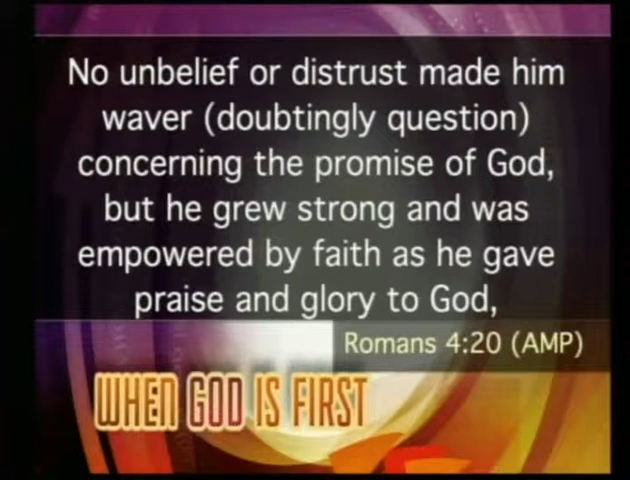 No unbelief or distrust made him
waver (doubtingly question)
concerning the promise of God,
but he grew strong and was
empowered by faith as he gave
praise and glory to God,
Romans 4:20 (AMP)
WHEN GOD IS FIRST